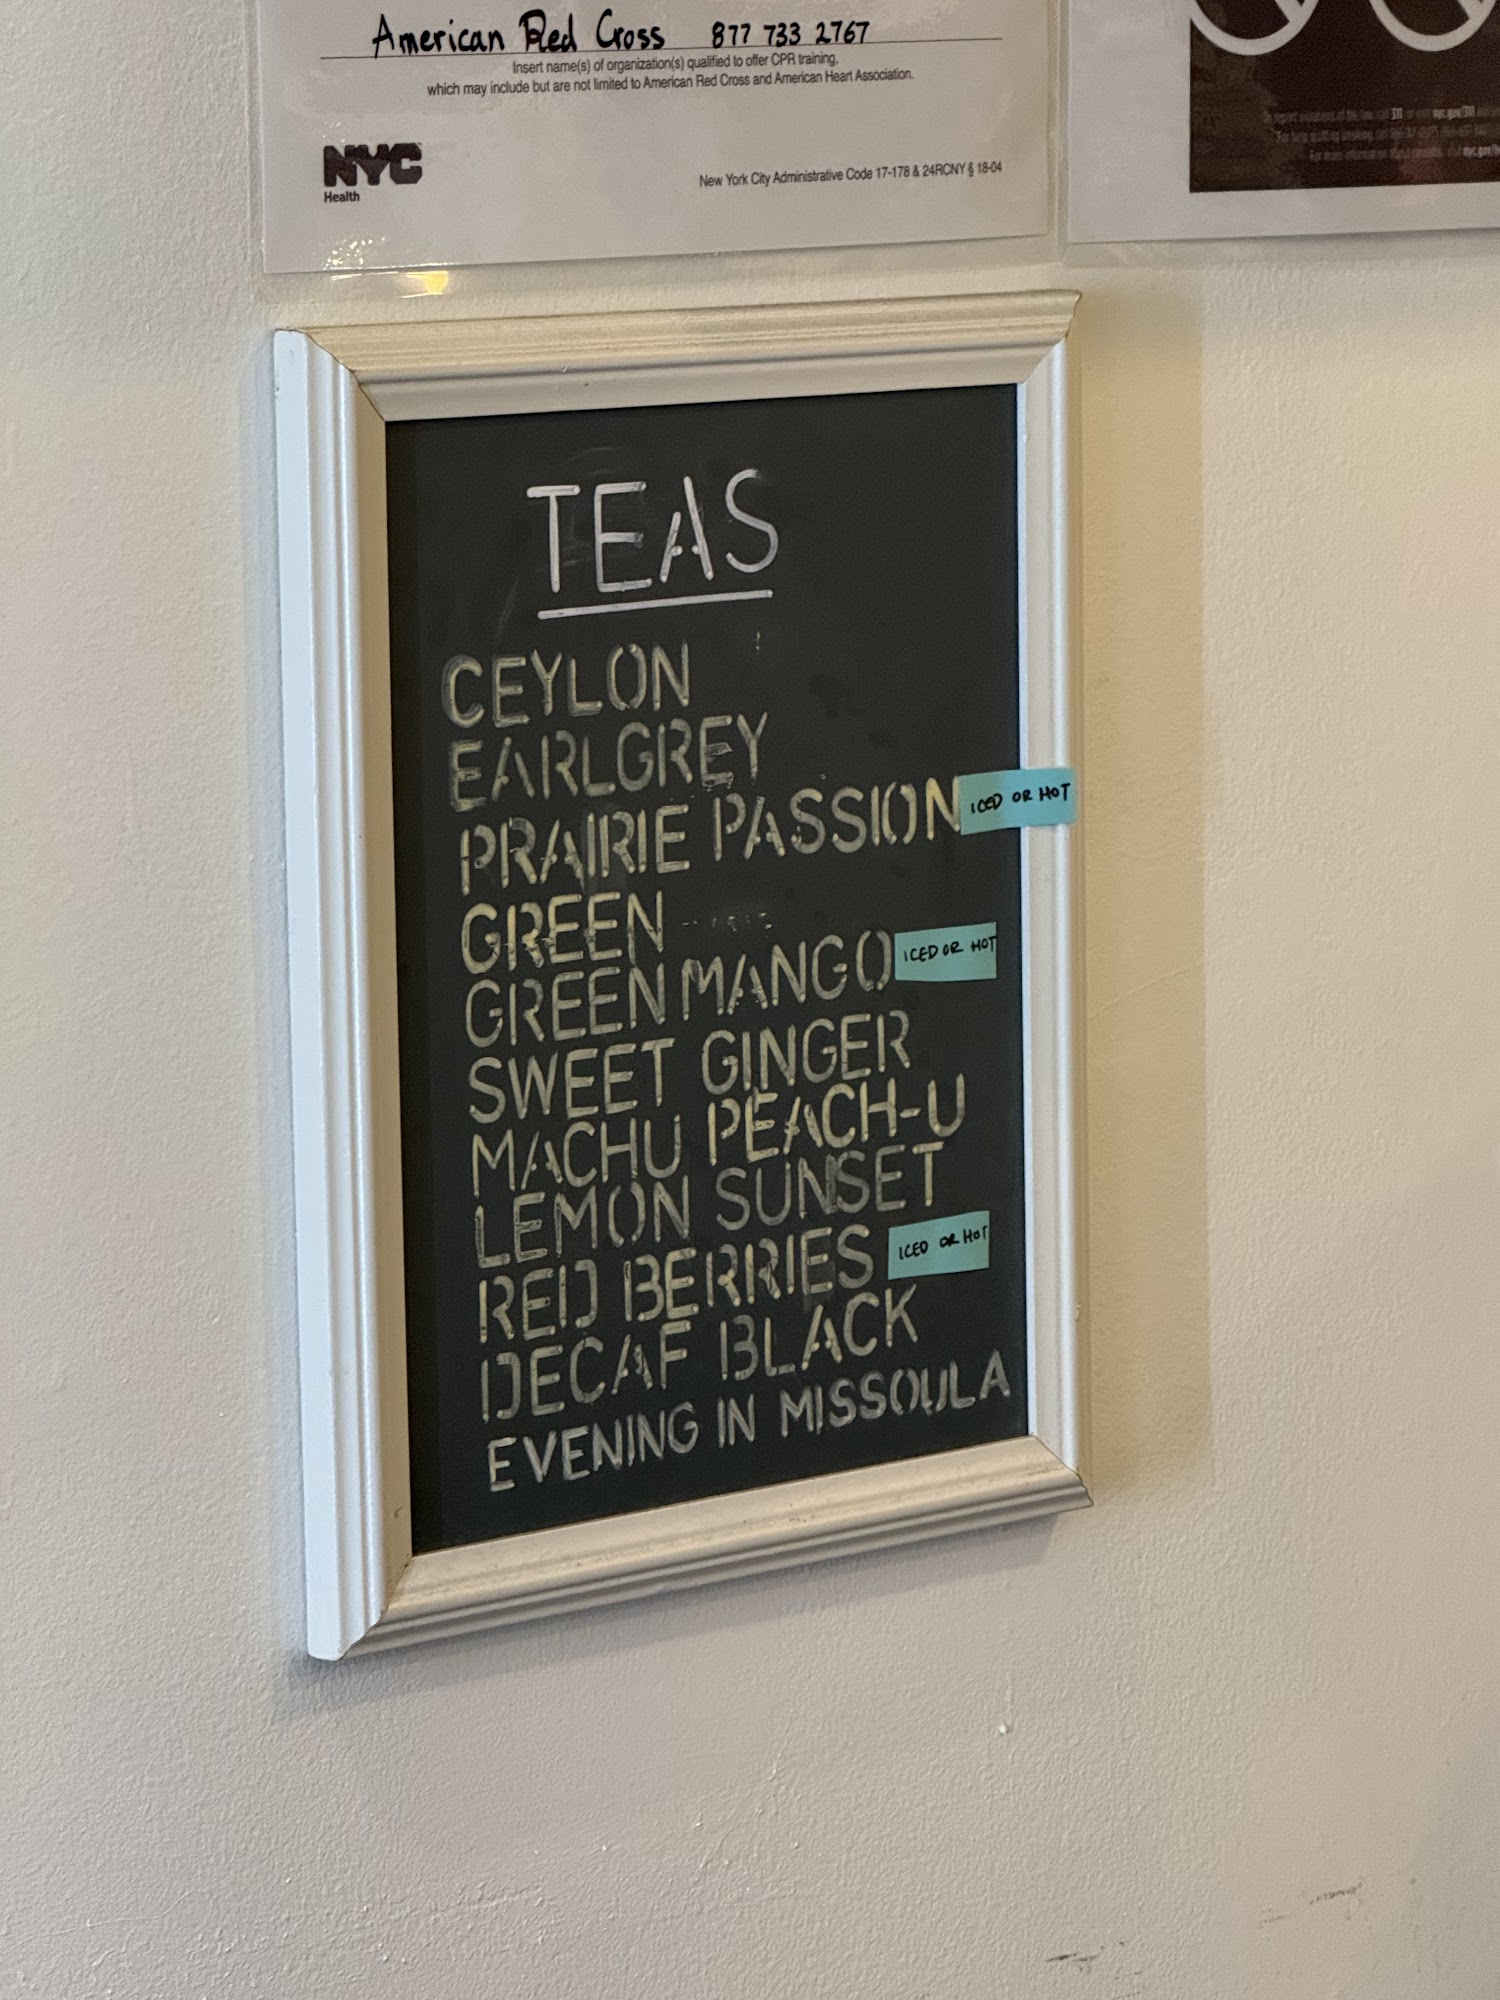 American Red Cross 877 733 2767
Insert name(s) of organization(s) qualified to offer CPR training,
which may include but are not limited to American Red Cross and American Heart Association.
NYC
Health
New York City Administrative Code 17-178 & 24RCNY § 18-04
TEAS
CEYLON
EARLGREY
PRAIRIE PASSION ICED OR HOT
GREEN
GREEN MANGO ICED OR HOT
SWEET GINGER
MACHU PEACH-U
LEMON SUNSET
RED BERRIES ICED OR HOT
DECAF BLACK
EVENING IN MISSOULA